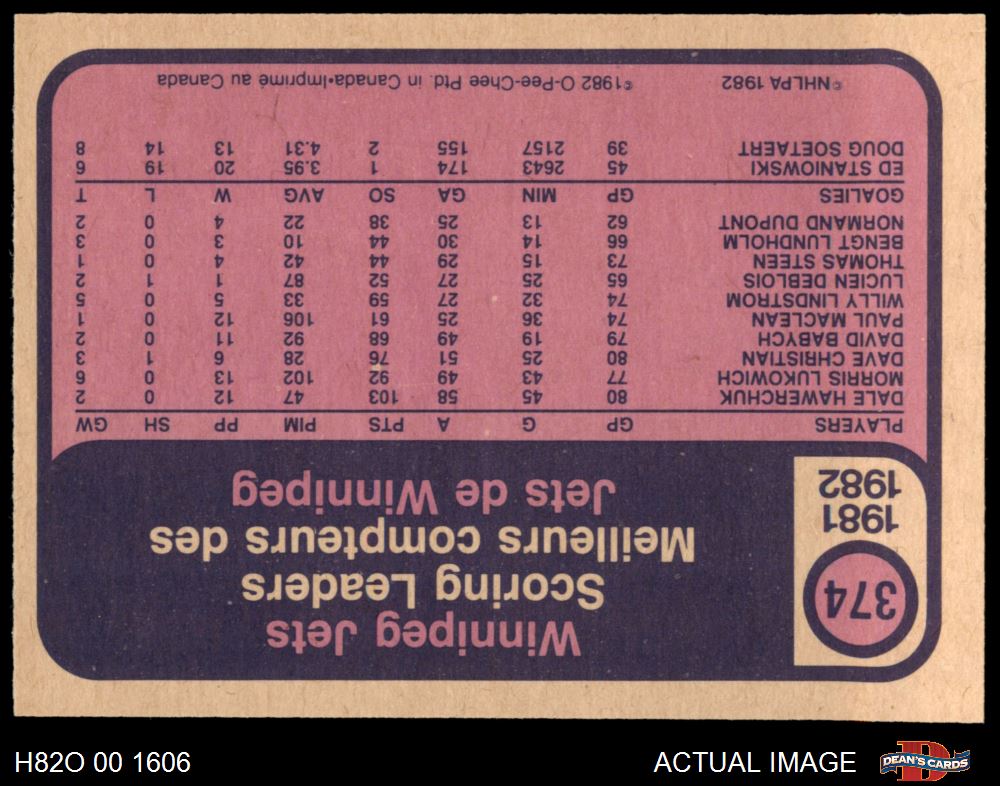 374
1981
1982
Winnipeg Jets
Scoring Leaders
Meilleurs compteurs des
Jets de Winnipeg
PLAYERS GP G A PTS PIM PP SH GW
DALE HAWERCHUK 80 45 58 103 47 12 0 2
MORRIS LUKOWICH 77 43 49 92 102 13 0 6
DAVE CHRISTIAN 80 25 51 76 28 6 1 3
DAVID BABYCH 79 19 49 68 92 11 0 2
PAUL MACLEAN 74 36 25 61 106 12 0 1
WILLY LINDSTROM 74 32 27 59 33 5 0 5
LUCIEN DEBLOIS 65 25 27 52 87 1 1 2
THOMAS STEEN 73 15 29 44 42 4 0 1
BENGT LUNDHOLM 66 14 30 44 10 3 0 3
NORMAND DUPONT 62 13 25 38 22 4 0 2
GOALIES GP MIN GA SO AVG W L T
ED STANIOWSKI 45 2643 174 1 3.95 20 19 6
DOUG SOETAERT 39 2157 155 2 4.31 13 14 8
©NHLPA 1982 ©1982 O-Pee-Chee Ptd. in Canada•Imprimé au Canada
H82O 00 1606 ACTUAL IMAGE D DEAN'S CARDS